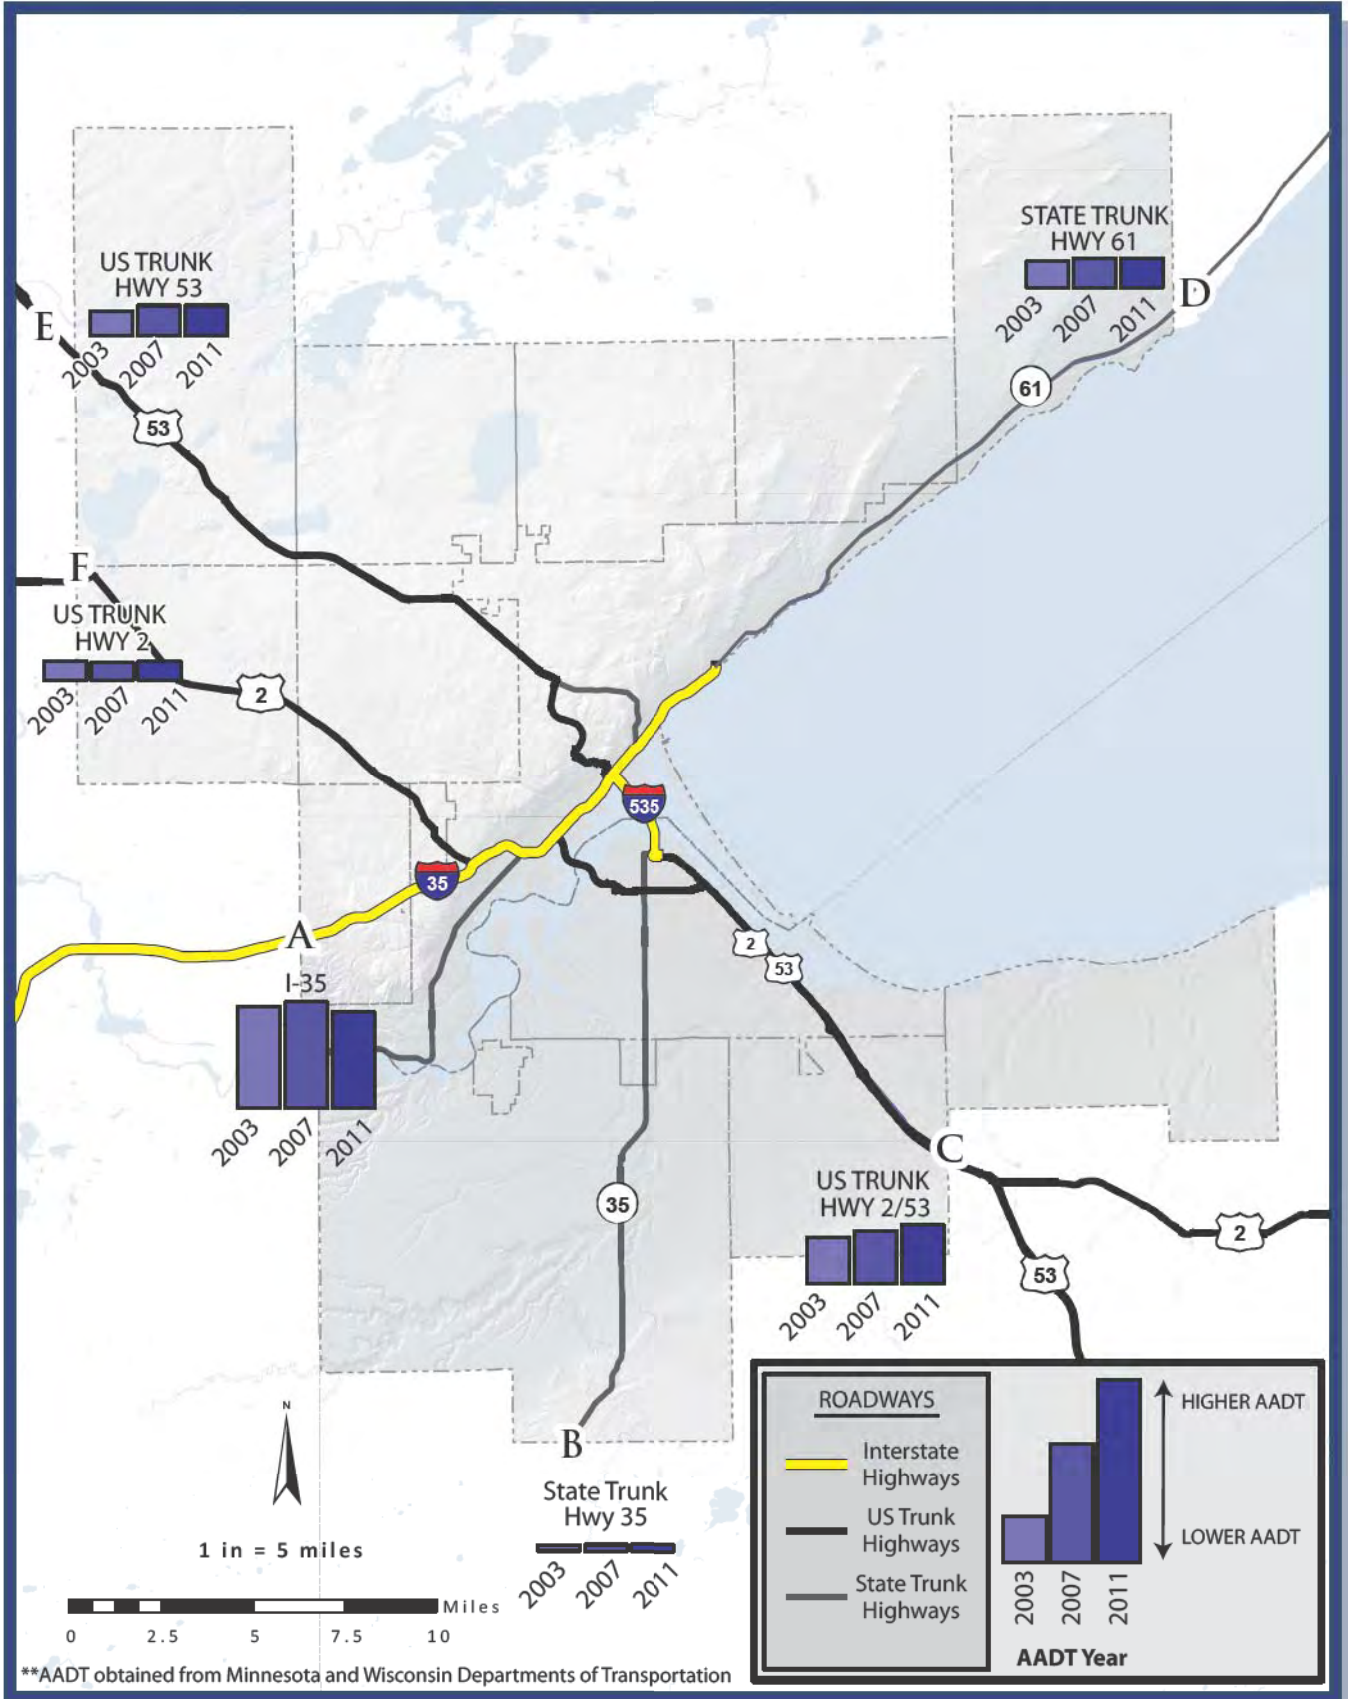 STATE TRUNK
HWY 61
2003
2007
2011
D
US TRUNK
HWY 53
2003
2007
2011
E
61
53
F
US TRUNK
HWY 2
2003
2007
2011
2
535
35
A
I-35
2003
2007
2011
2
53
C
US TRUNK
HWY 2/53
2003
2007
2011
35
2
53
B
State Trunk
Hwy 35
2003
2007
2011
N
1 in = 5 miles
Miles
0 2.5 5 7.5 10
**AADT obtained from Minnesota and Wisconsin Departments of Transportation
ROADWAYS
Interstate
Highways
US Trunk
Highways
State Trunk
Highways
HIGHER AADT
LOWER AADT
2003
2007
2011
AADT Year